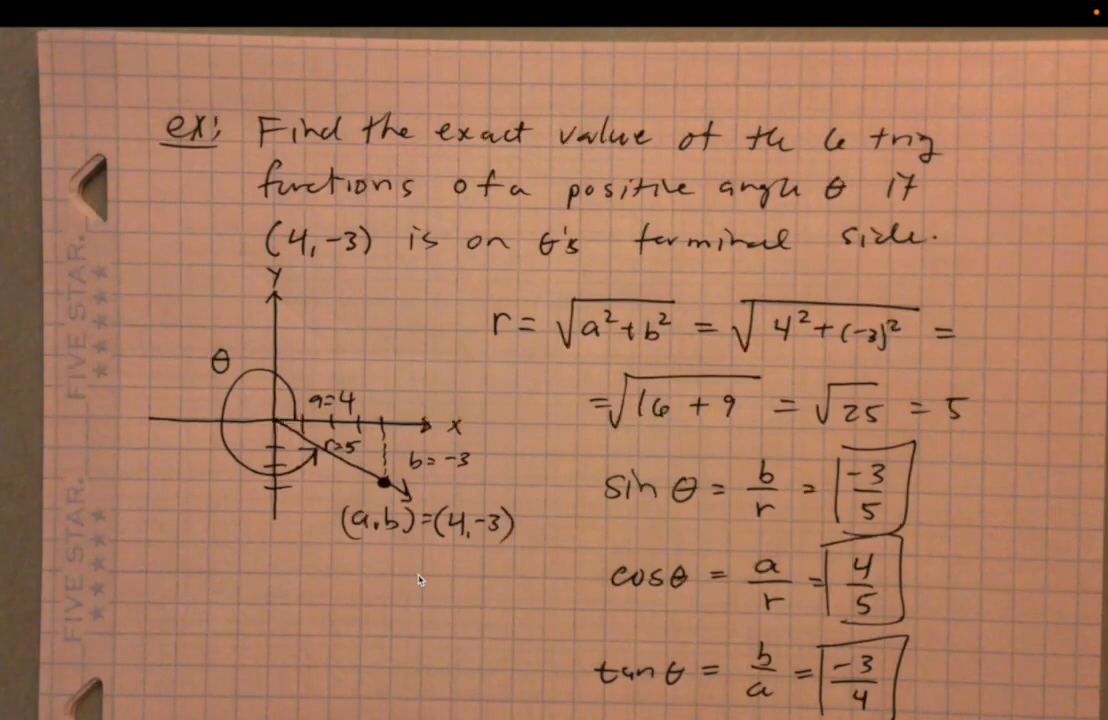 ex: Find the exact value of the 6 trig
functions of a positive angle θ if
(4,-3) is on θ's terminal side.
y
θ
a=4
x
r=5
b=-3
(a,b)=(4,-3)
r = √(a²+b²) = √(4²+(-3)²) =
= √(16+9) = √25 = 5
sin θ = b/r = -3/5
cos θ = a/r = 4/5
tan θ = b/a = -3/4
FIVE STAR.
FIVE STAR.